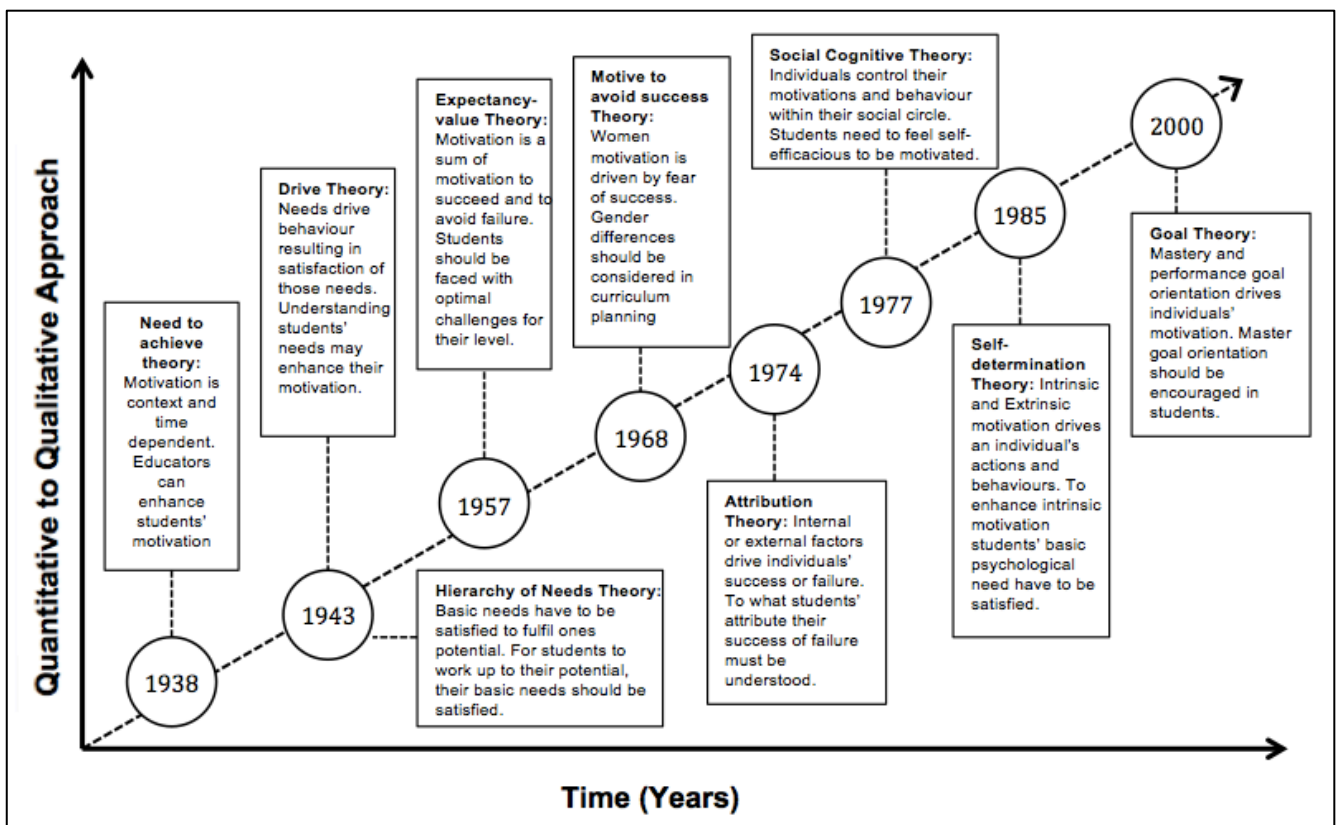 Quantitative to Qualitative Approach
Need to
achieve
theory:
Motivation is
context and
time
dependent.
Educators
can
enhance
students'
motivation
1938
Drive Theory:
Needs drive
behaviour
resulting in
satisfaction of
those needs.
Understanding
students'
needs may
enhance their
motivation.
1943
Hierarchy of Needs Theory:
Basic needs have to be
satisfied to fulfil ones
potential. For students to
work up to their potential,
their basic needs should be
satisfied.
Expectancy-
value Theory:
Motivation is a
sum of
motivation to
succeed and to
avoid failure.
Students
should be
faced with
optimal
challenges for
their level.
1957
Motive to
avoid success
Theory:
Women
motivation is
driven by fear
of success.
Gender
differences
should be
considered in
curriculum
planning
1968
1974
Attribution
Theory: Internal
or external factors
drive individuals'
success or failure.
To what students'
attribute their
success of failure
must be
understood.
Social Cognitive Theory:
Individuals control their
motivations and behaviour
within their social circle.
Students need to feel self-
efficacious to be motivated.
1977
1985
Self-
determination
Theory: Intrinsic
and Extrinsic
motivation drives
an individual's
actions and
behaviours. To
enhance intrinsic
motivation
students' basic
psychological
need have to be
satisfied.
2000
Goal Theory:
Mastery and
performance goal
orientation drives
individuals'
motivation. Master
goal orientation
should be
encouraged in
students.
Time (Years)